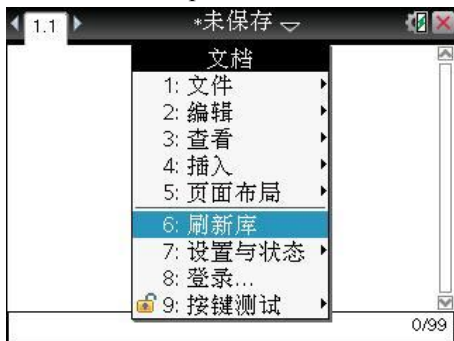 1.1 *未保存
文档
1: 文件
2: 编辑
3: 查看
4: 插入
5: 页面布局
6: 刷新库
7: 设置与状态
8: 登录...
9: 按键测试
0/99